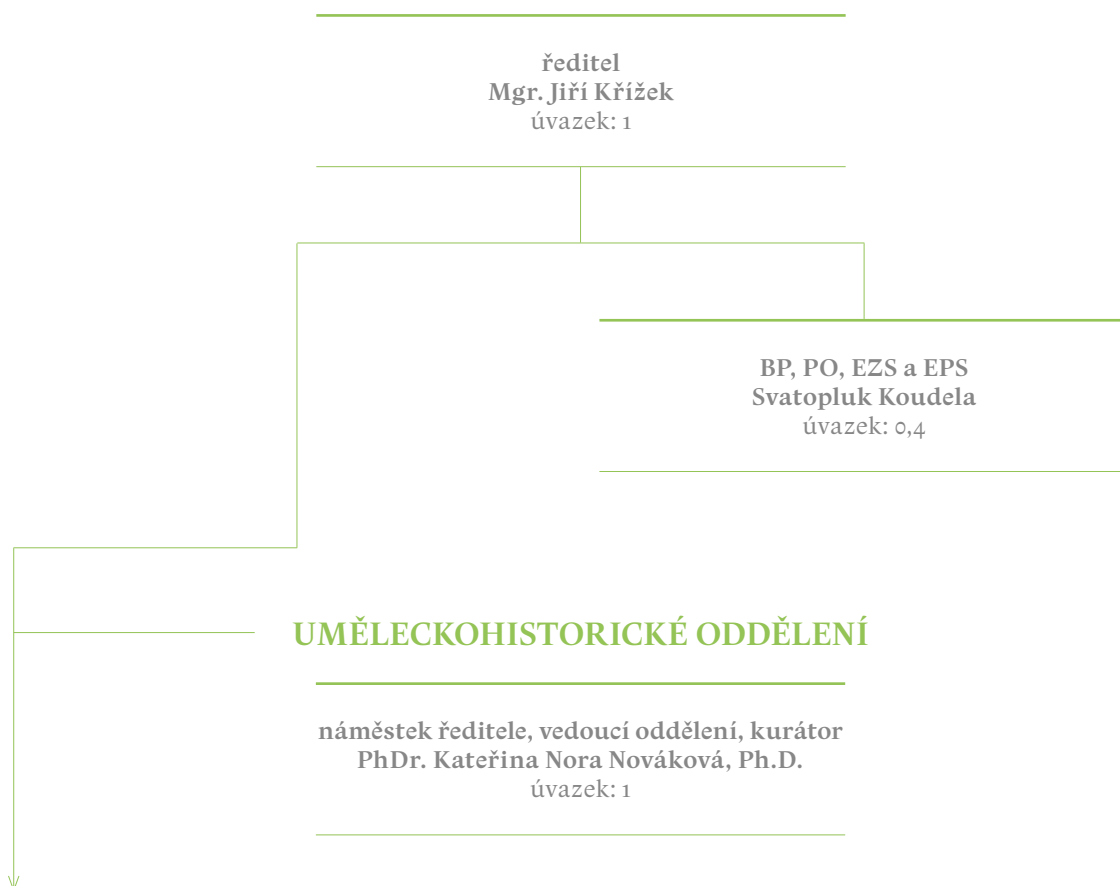 ředitel
Mgr. Jiří Křížek
úvazek: 1
BP, PO, EZS a EPS
Svatopluk Koudela
úvazek: 0,4
UMĚLECKOHISTORICKÉ ODDĚLENÍ
náměstek ředitele, vedoucí oddělení, kurátor
PhDr. Kateřina Nora Nováková, Ph.D.
úvazek: 1